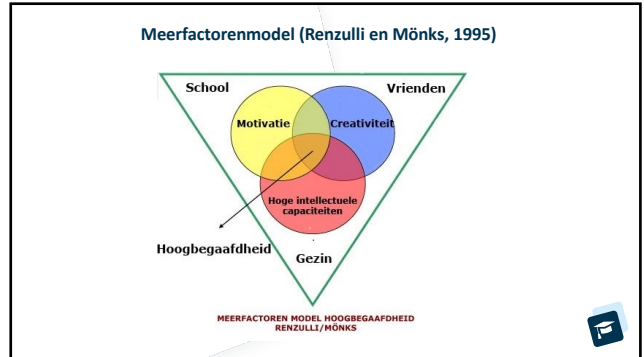 Meerfactorenmodel (Renzulli en Mönks, 1995)
School
Vrienden
Motivatie
Creativiteit
Hoge intellectuele
capaciteiten
Hoogbegaafdheid
Gezin
MEERFACTOREN MODEL HOOGBEGAAFDHEID
RENZULLI/MÖNKS